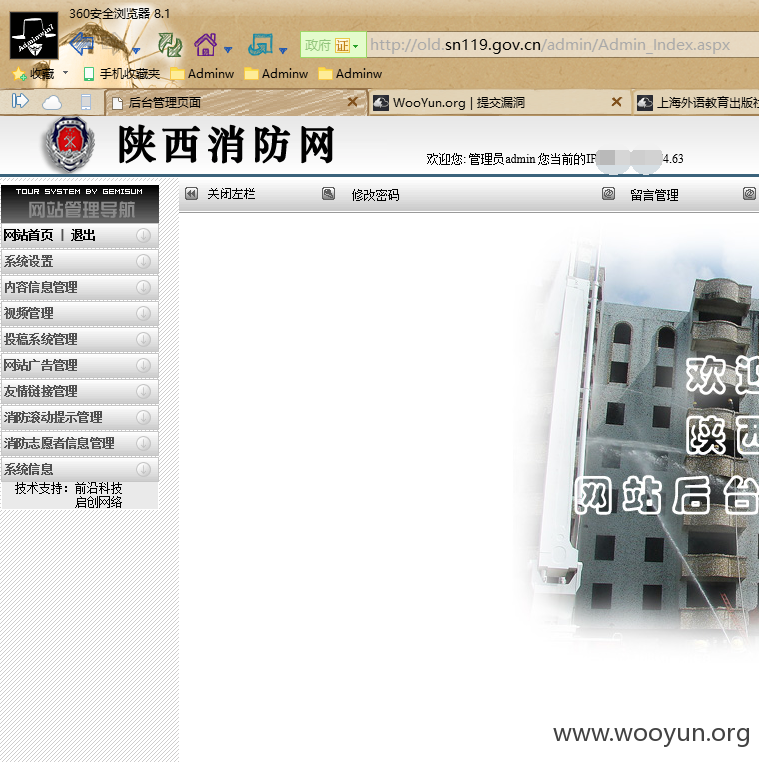 360安全浏览器 8.1
Adminwin7
政府 证 http://old.sn119.gov.cn/admin/Admin_Index.aspx
收藏 手机收藏夹 Adminw Adminw Adminw
后台管理页面 WooYun.org | 提交漏洞 上海外语教育出版社
陕西消防网
欢迎您: 管理员admin 您当前的IP 4.63
TOUR SYSTEM BY GEMISUM
网站管理导航
关闭左栏 修改密码 留言管理
网站首页 | 退出
系统设置
内容信息管理
视频管理
投稿系统管理
网站广告管理
友情链接管理
消防滚动提示管理
消防志愿者信息管理
系统信息
技术支持: 前沿科技
启创网络
欢迎
陕西
网站后台
www.wooyun.org